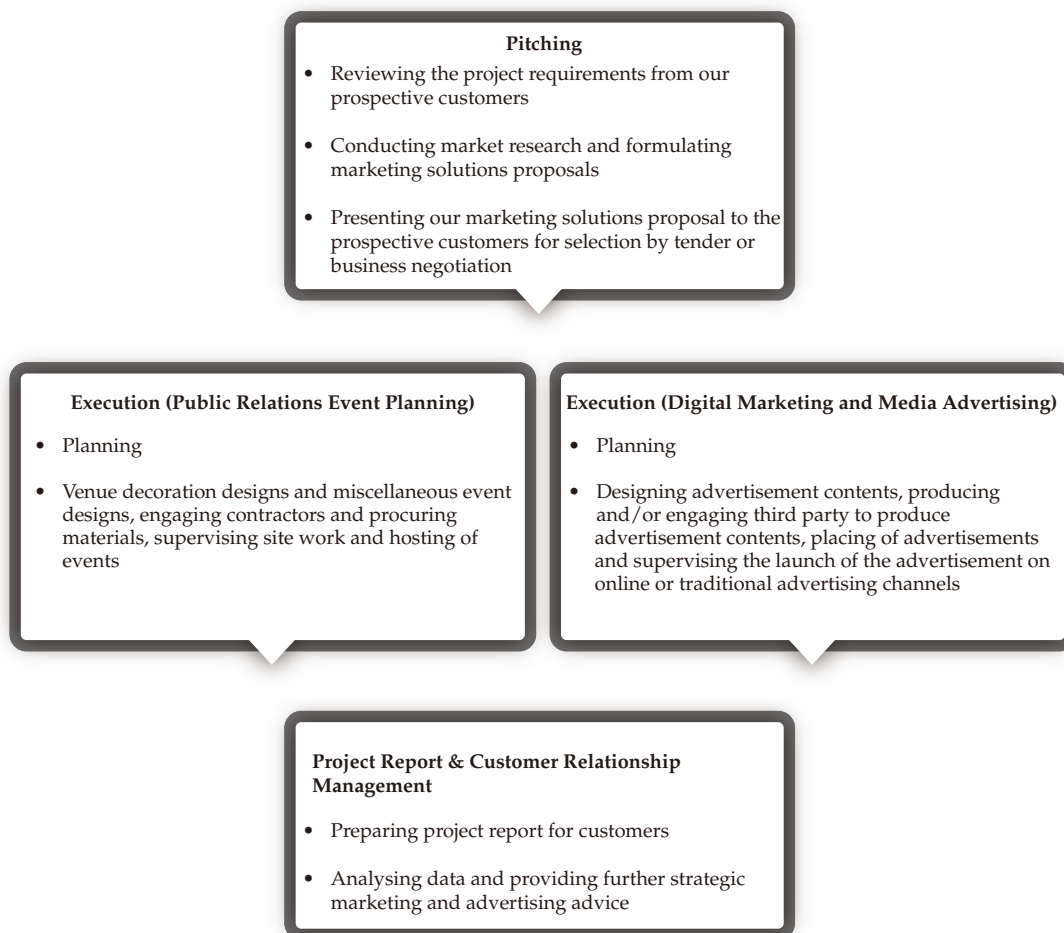 Pitching
• Reviewing the project requirements from our
prospective customers
• Conducting market research and formulating
marketing solutions proposals
• Presenting our marketing solutions proposal to the
prospective customers for selection by tender or
business negotiation
Execution (Public Relations Event Planning)
• Planning
• Venue decoration designs and miscellaneous event
designs, engaging contractors and procuring
materials, supervising site work and hosting of
events
Execution (Digital Marketing and Media Advertising)
• Planning
• Designing advertisement contents, producing
and/or engaging third party to produce
advertisement contents, placing of advertisements
and supervising the launch of the advertisement on
online or traditional advertising channels
Project Report & Customer Relationship
Management
• Preparing project report for customers
• Analysing data and providing further strategic
marketing and advertising advice